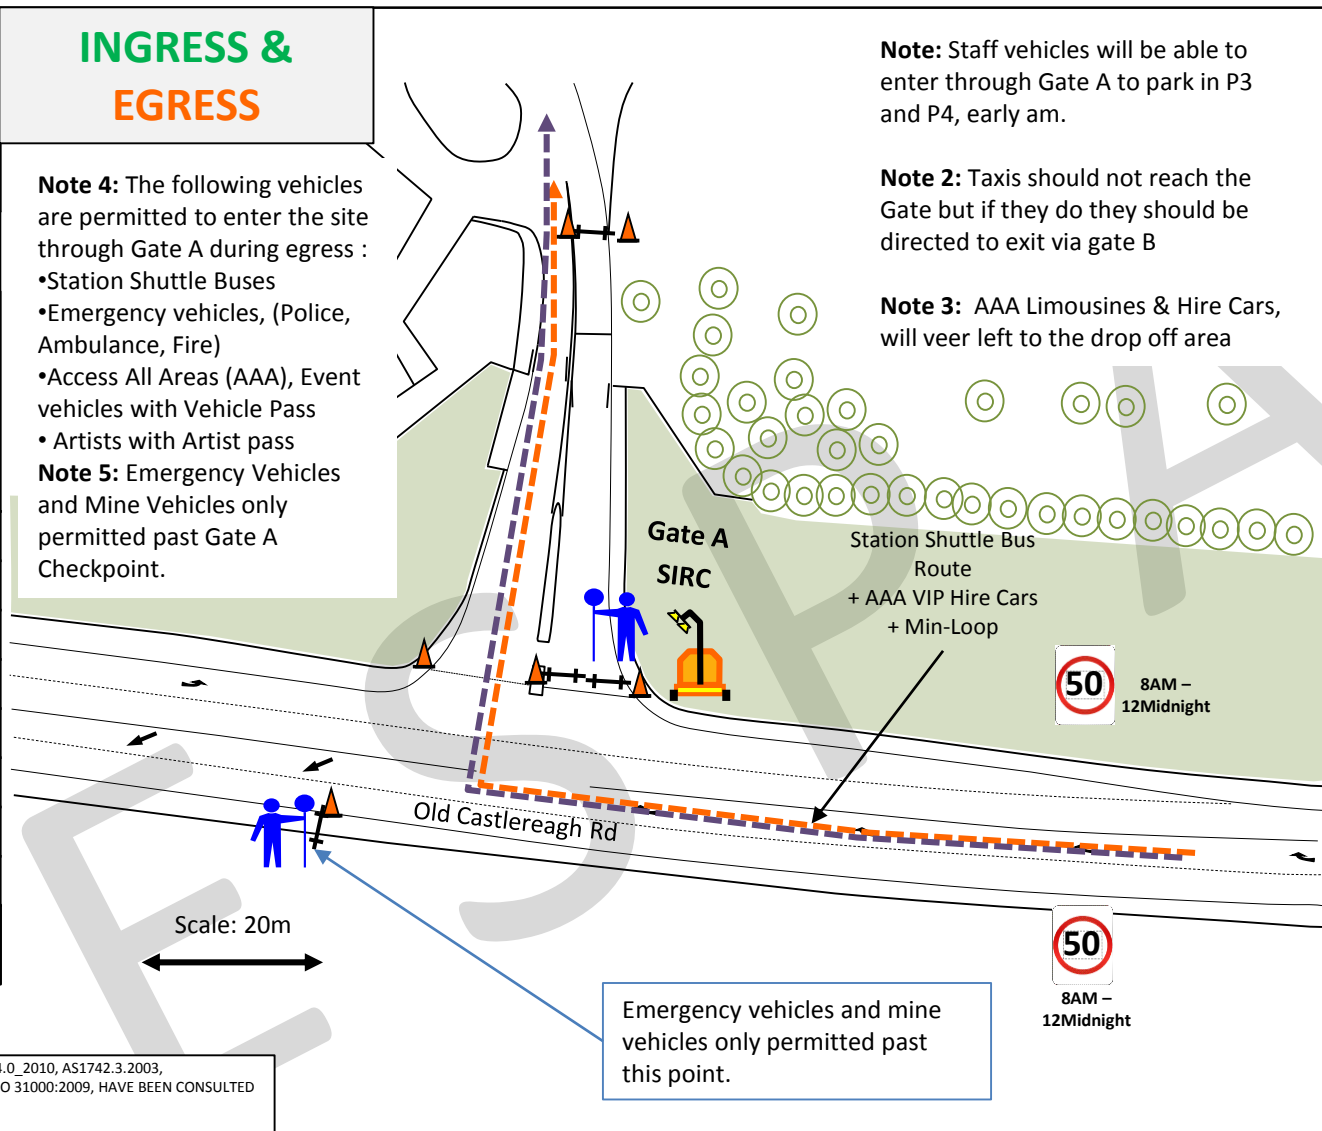 INGRESS &
EGRESS
Note 4: The following vehicles
are permitted to enter the site
through Gate A during egress :
•Station Shuttle Buses
•Emergency vehicles, (Police,
Ambulance, Fire)
•Access All Areas (AAA), Event
vehicles with Vehicle Pass
• Artists with Artist pass
Note 5: Emergency Vehicles
and Mine Vehicles only
permitted past Gate A
Checkpoint.
Note: Staff vehicles will be able to
enter through Gate A to park in P3
and P4, early am.
Note 2: Taxis should not reach the
Gate but if they do they should be
directed to exit via gate B
Note 3: AAA Limousines & Hire Cars,
will veer left to the drop off area
Gate A
SIRC
Station Shuttle Bus
Route
+ AAA VIP Hire Cars
+ Min-Loop
50
8AM –
12Midnight
Old Castlereagh Rd
Scale: 20m
50
8AM –
12Midnight
Emergency vehicles and mine
vehicles only permitted past
this point.
.0_2010, AS1742.3.2003,
O 31000:2009, HAVE BEEN CONSULTED
E S P A